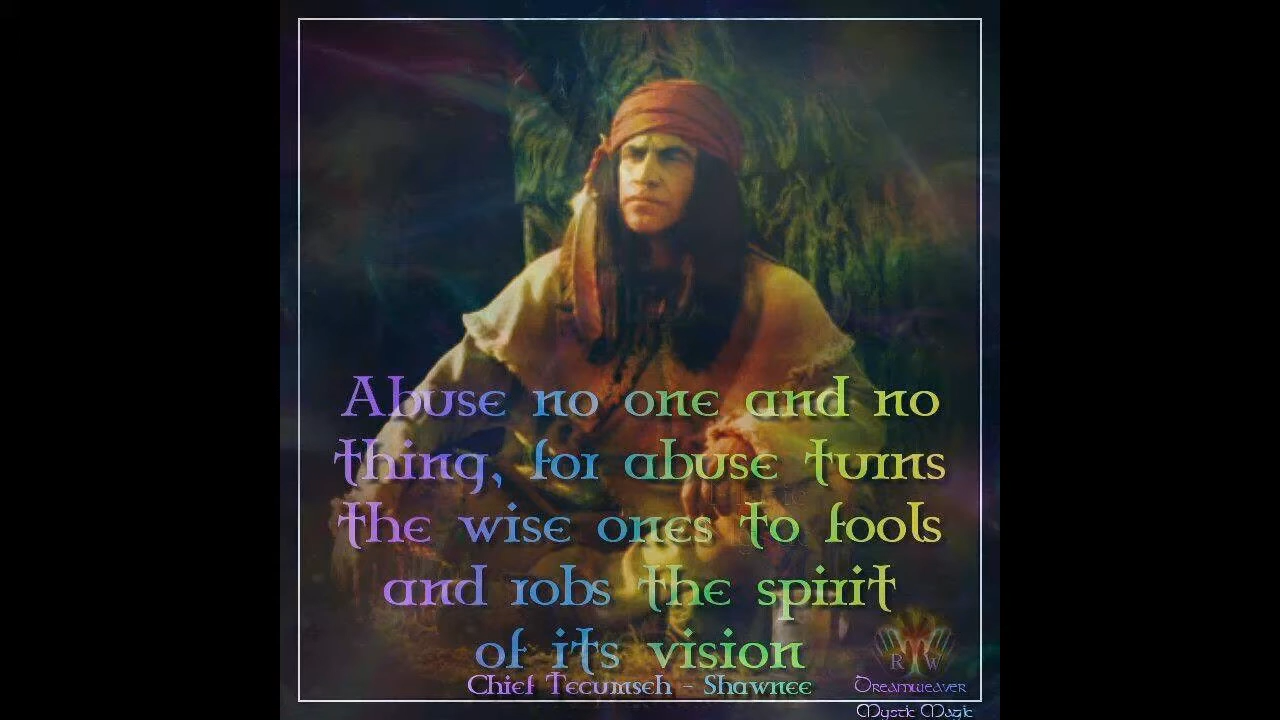 Abuse no one and no
thing, for abuse turns
the wise ones to fools
and robs the spirit
of its vision
Chief Tecumseh - Shawnee
R W
Dreamweaver
Mystic Magic